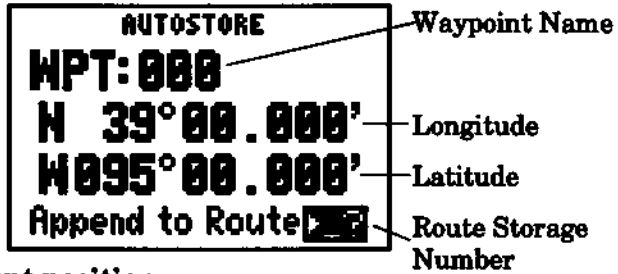 AUTOSTORE
Waypoint Name
WPT:000
N 39°00.000'
Longitude
W095°00.000'
Latitude
Append to Route
Route Storage
Number